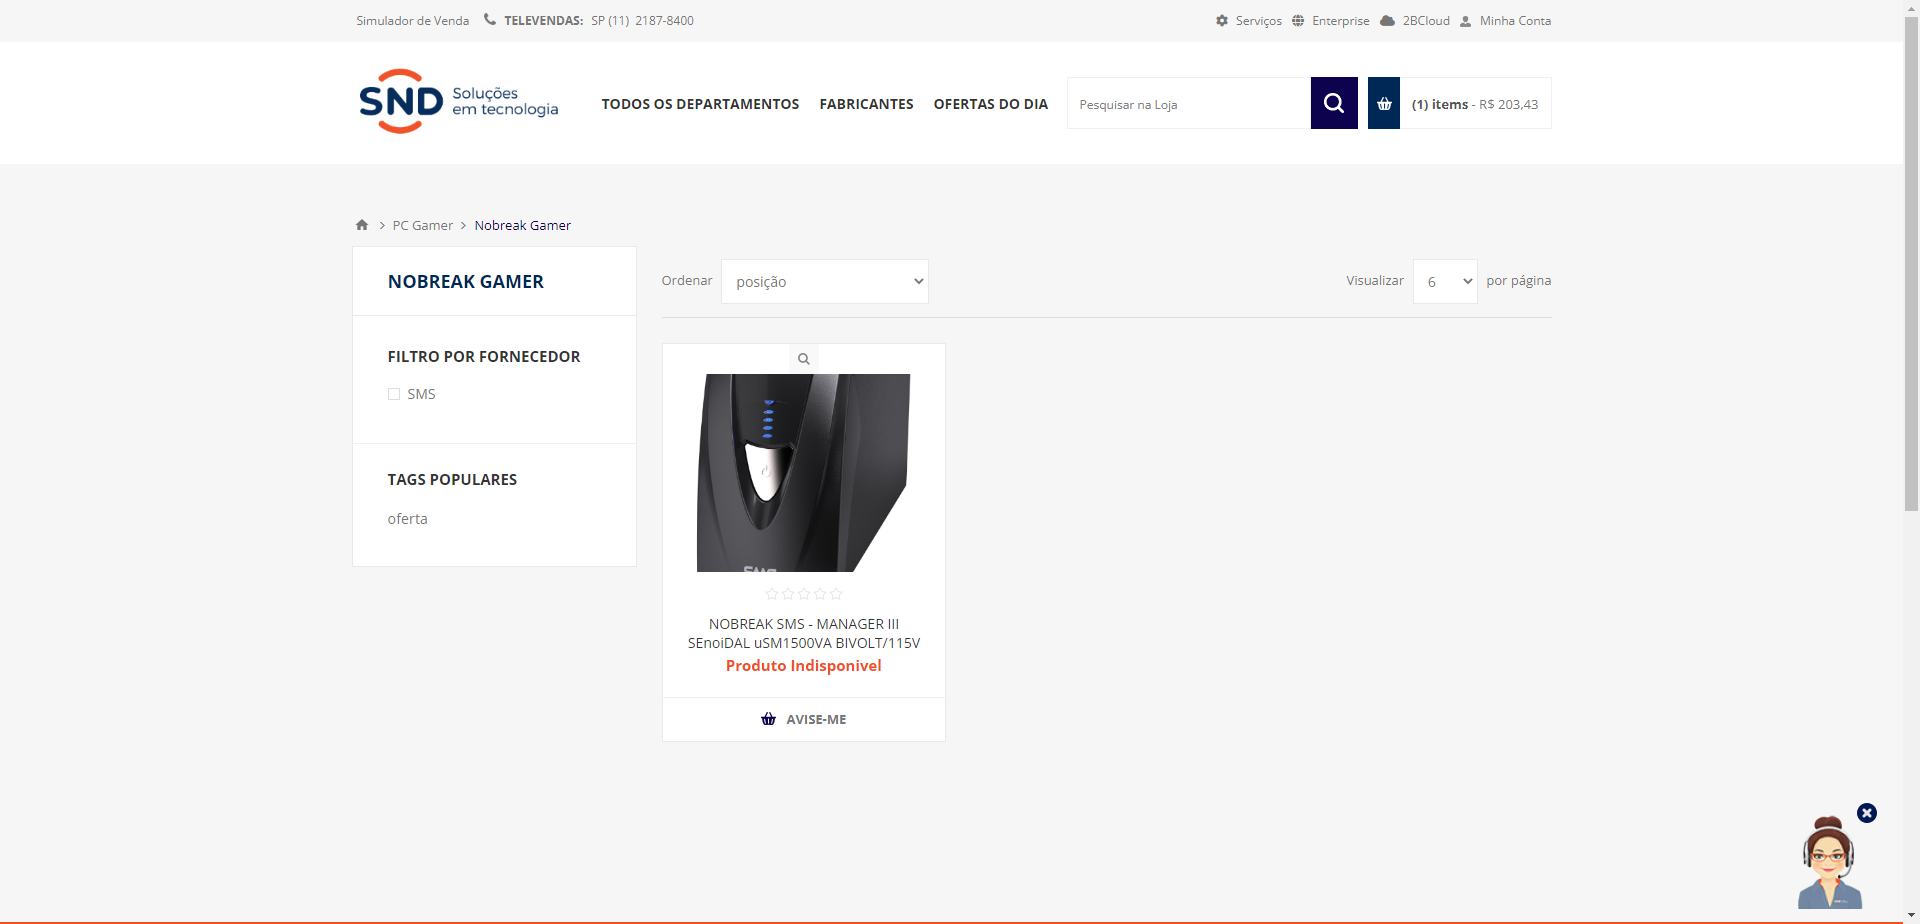 Simulador de Venda TELEVENDAS: SP (11) 2187-8400 Serviços Enterprise 2BCloud Minha Conta
SND Soluções em tecnologia
TODOS OS DEPARTAMENTOS FABRICANTES OFERTAS DO DIA Pesquisar na Loja (1) items - R$ 203,43
> PC Gamer > Nobreak Gamer
NOBREAK GAMER
FILTRO POR FORNECEDOR
SMS
TAGS POPULARES
oferta
Ordenar posição Visualizar 6 por página
NOBREAK SMS - MANAGER III
SEnoiDAL uSM1500VA BIVOLT/115V
Produto Indisponivel
AVISE-ME